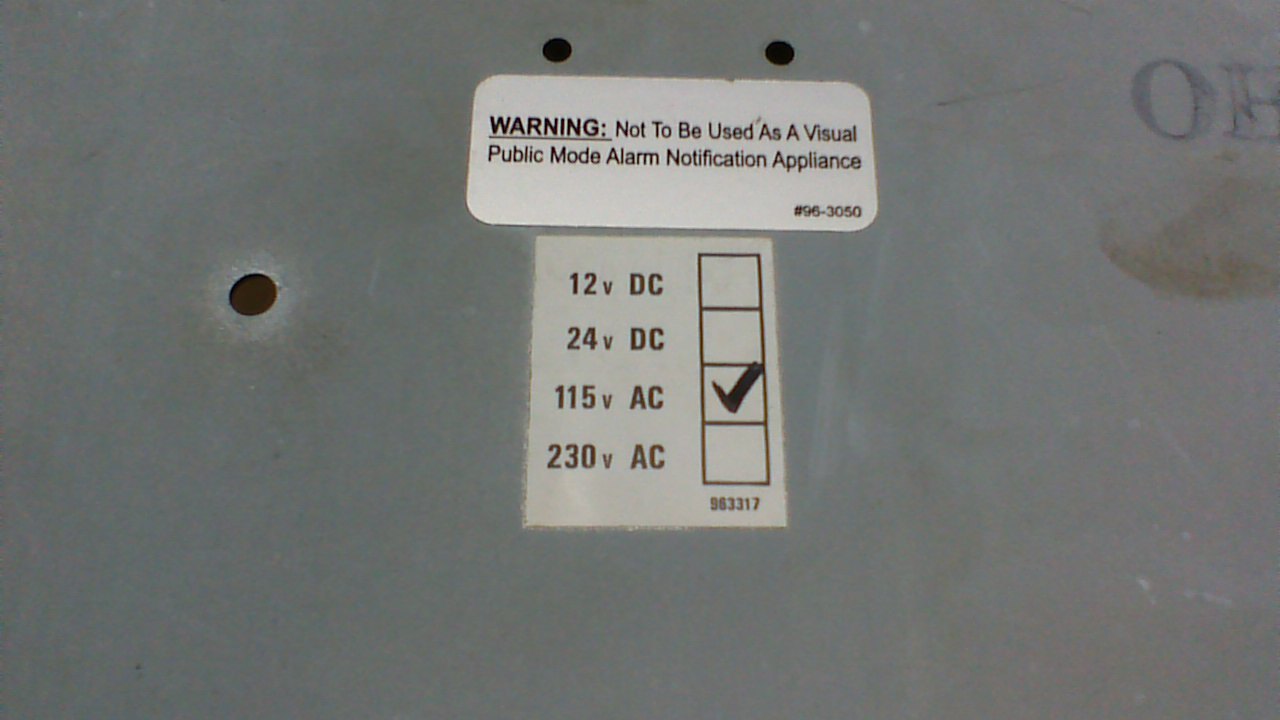 WARNING: Not To Be Used As A Visual
Public Mode Alarm Notification Appliance
#96-3050
12v DC
24v DC
115v AC
230v AC
963317